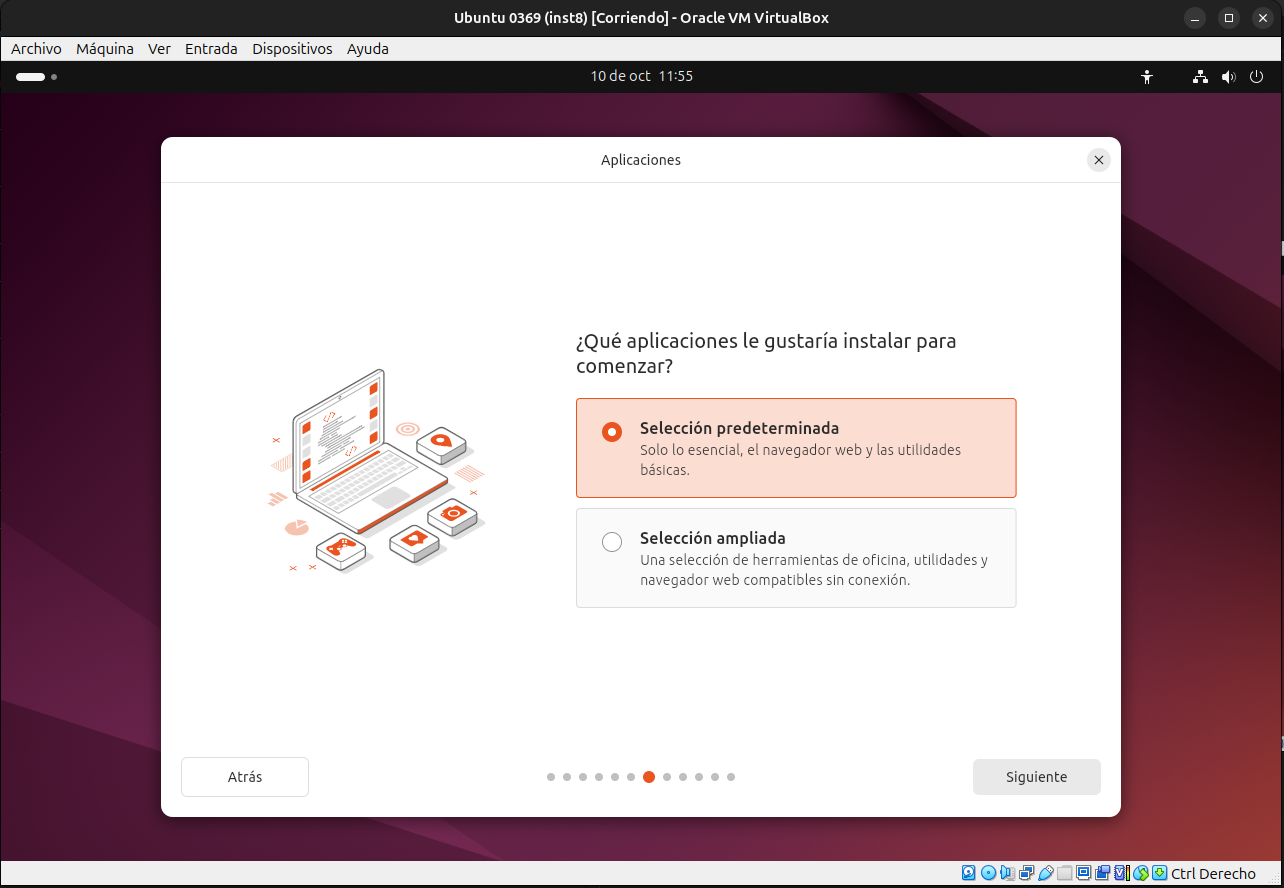 Ubuntu 0369 (inst8) [Corriendo] - Oracle VM VirtualBox
Archivo Máquina Ver Entrada Dispositivos Ayuda
10 de oct 11:55
Aplicaciones
¿Qué aplicaciones le gustaría instalar para
comenzar?
Selección predeterminada
Solo lo esencial, el navegador web y las utilidades
básicas.
Selección ampliada
Una selección de herramientas de oficina, utilidades y
navegador web compatibles sin conexión.
Atrás
Siguiente
Ctrl Derecho